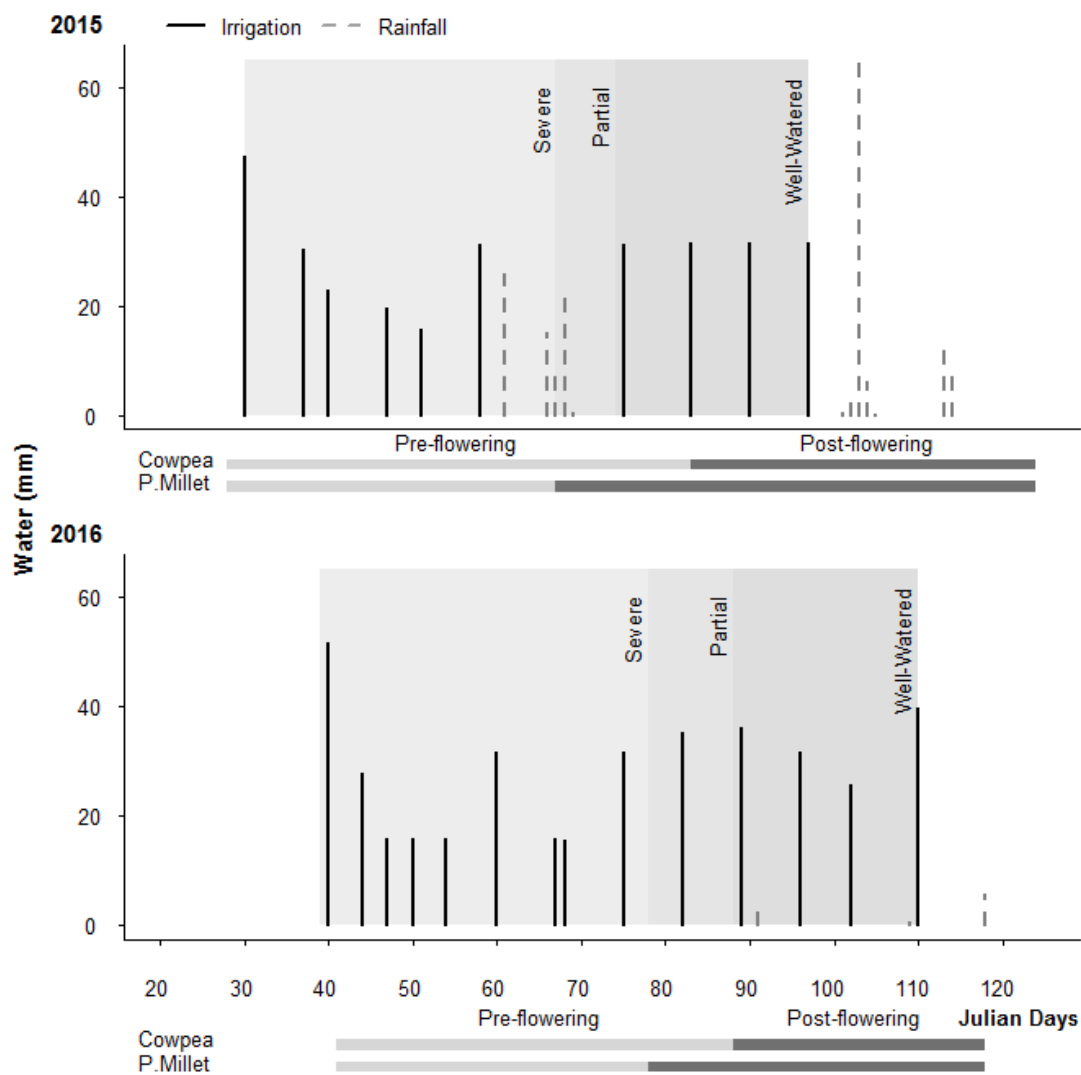 2015
Irrigation
Rainfall
60
40
20
0
Severe
Partial
Well-Watered
Pre-flowering Post-flowering
Cowpea
P.Millet
Water (mm)
2016
60
40
20
0
Severe
Partial
Well-Watered
20 30 40 50 60 70 80 90 100 110 120
Pre-flowering Post-flowering Julian Days
Cowpea
P.Millet